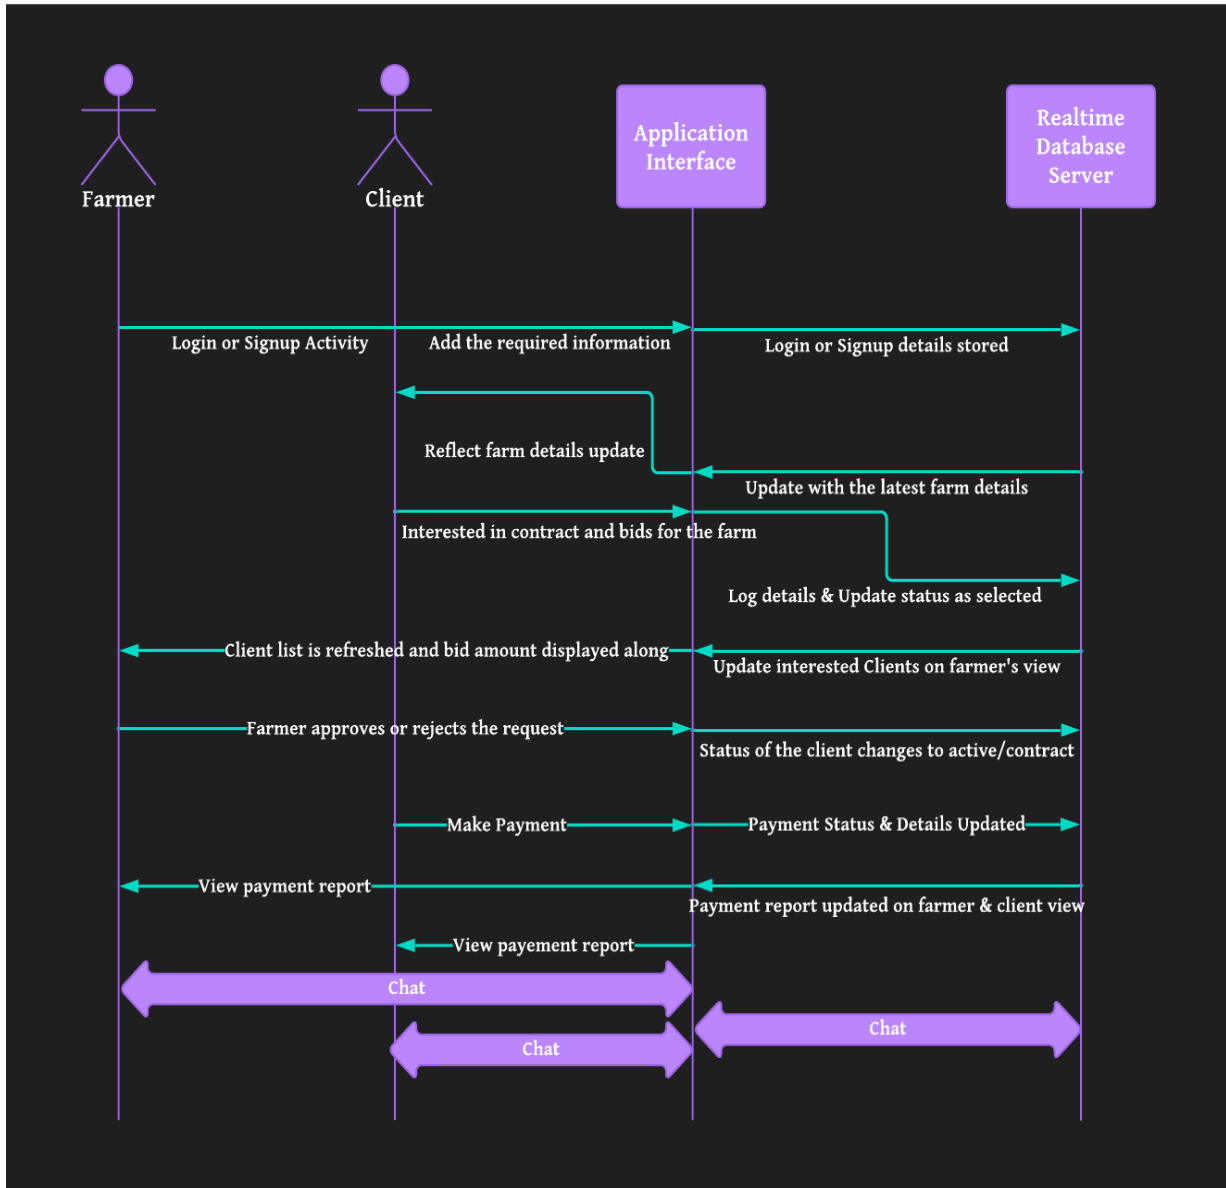 Farmer
Client
Application
Interface
Realtime
Database
Server
Login or Signup Activity
Add the required information
Login or Signup details stored
Reflect farm details update
Update with the latest farm details
Interested in contract and bids for the farm
Log details & Update status as selected
Client list is refreshed and bid amount displayed along
Update interested Clients on farmer's view
Farmer approves or rejects the request
Status of the client changes to active/contract
Make Payment
Payment Status & Details Updated
View payment report
Payment report updated on farmer & client view
View payement report
Chat
Chat
Chat